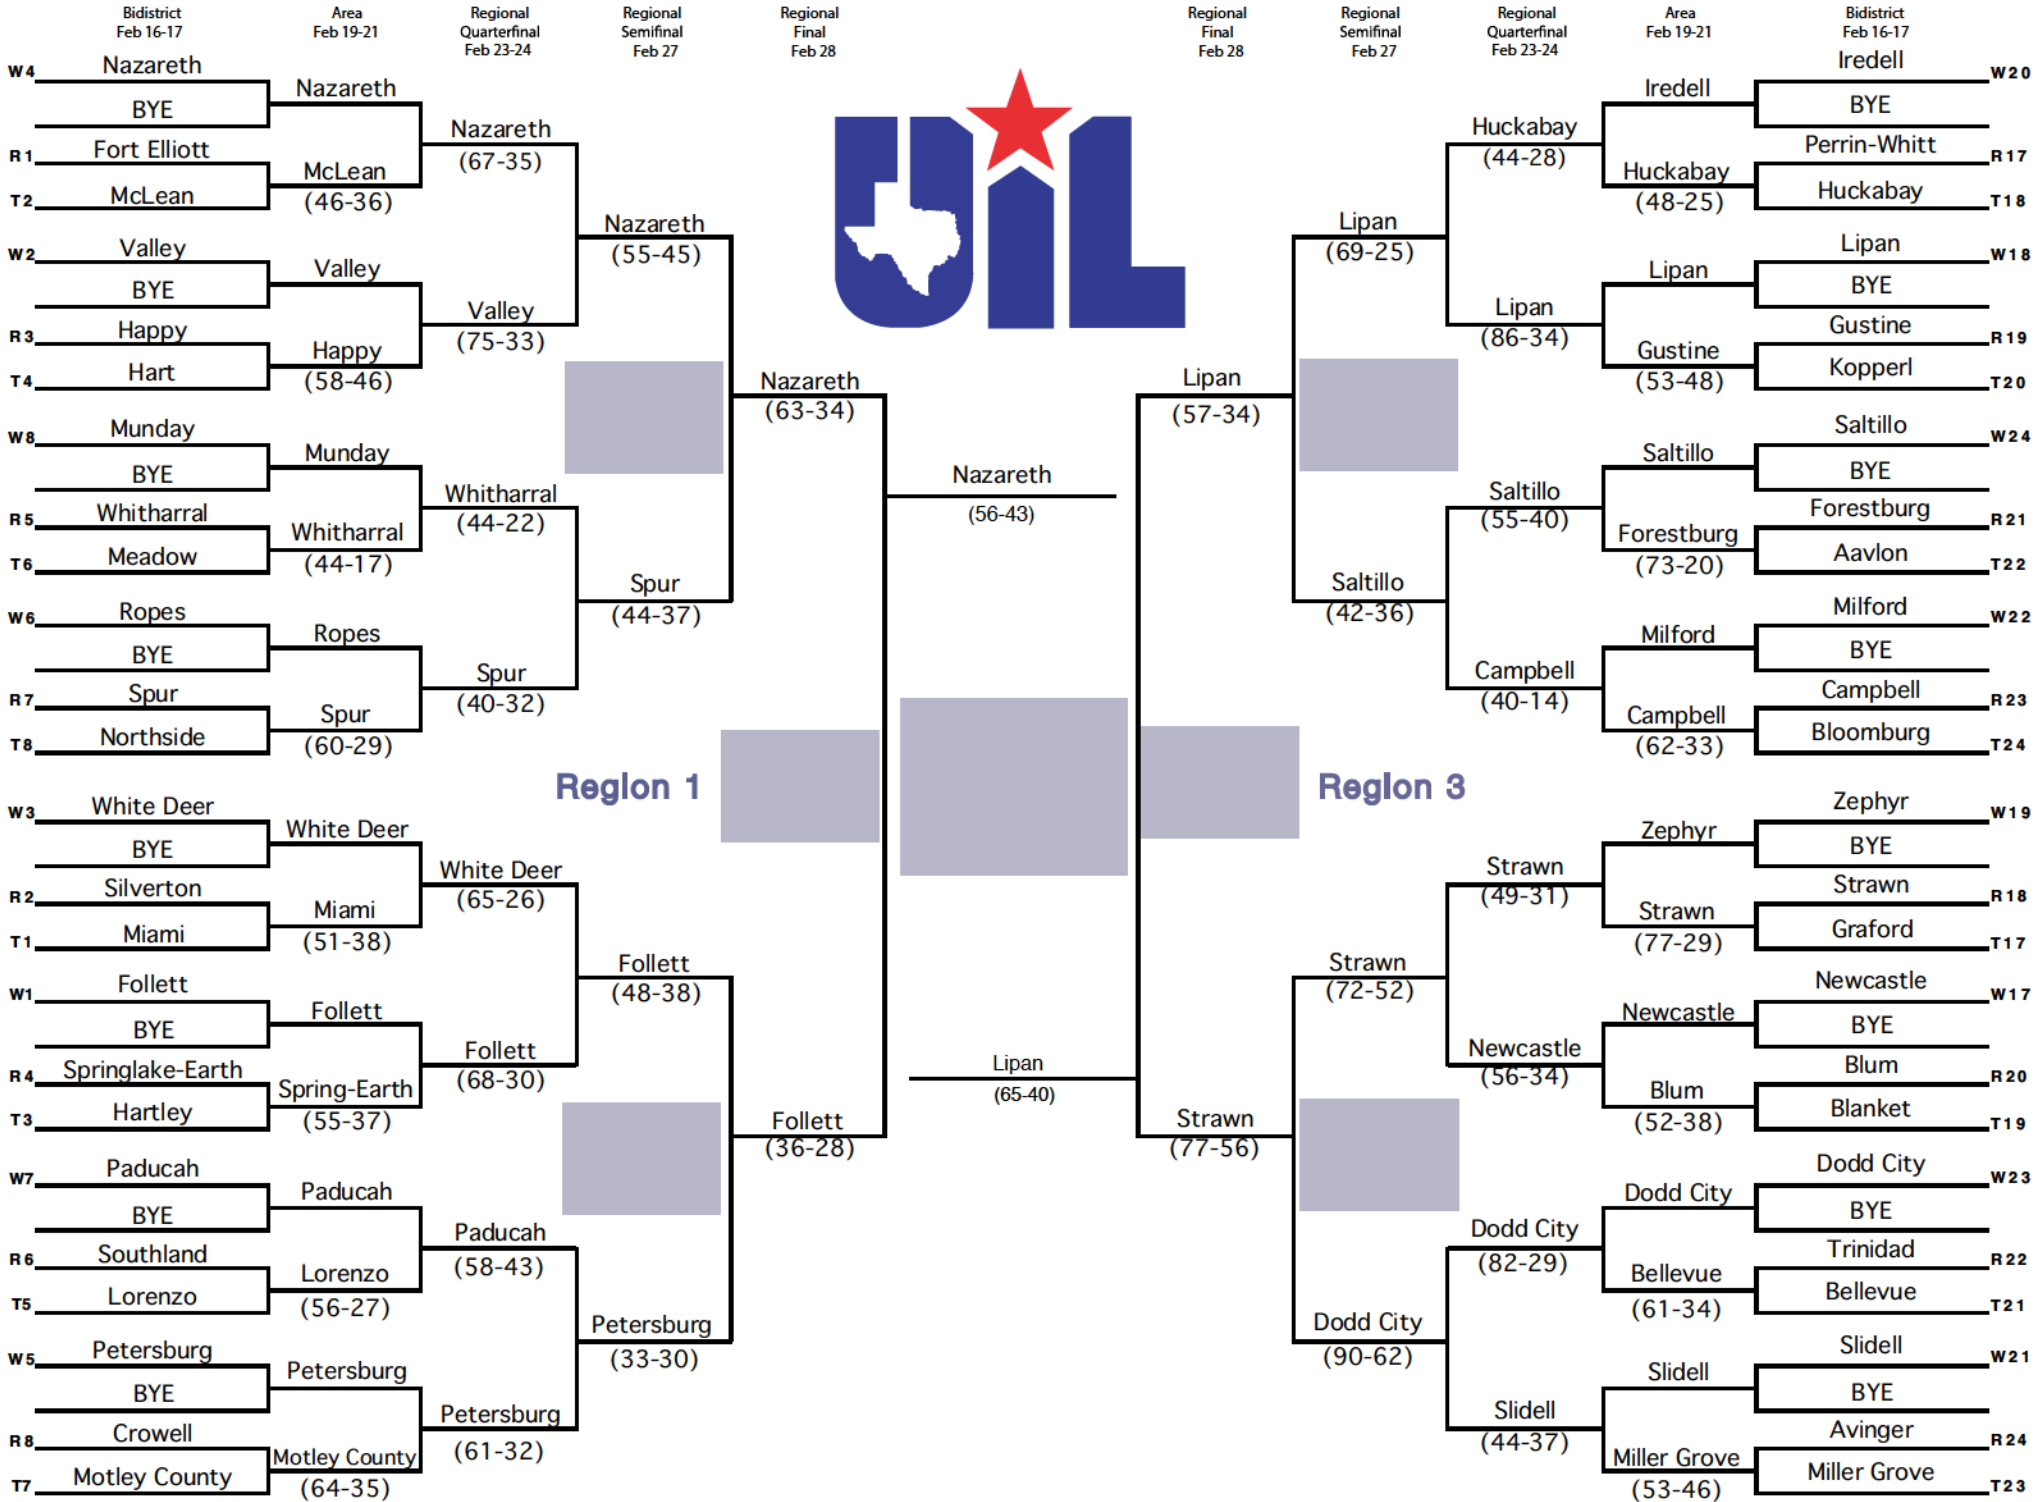 Bidistrict
Feb 16-17
Area
Feb 19-21
Regional
Quarterfinal
Feb 23-24
Regional
Semifinal
Feb 27
Regional
Final
Feb 28
Regional
Final
Feb 28
Regional
Semifinal
Feb 27
Regional
Quarterfinal
Feb 23-24
Area
Feb 19-21
Bidistrict
Feb 16-17
W4 Nazareth
BYE
R1 Fort Elliott
T2 McLean
W2 Valley
BYE
R3 Happy
T4 Hart
W8 Munday
BYE
R5 Whitharral
T6 Meadow
W6 Ropes
BYE
R7 Spur
T8 Northside
W3 White Deer
BYE
R2 Silverton
T1 Miami
W1 Follett
BYE
R4 Springlake-Earth
T3 Hartley
W7 Paducah
BYE
R6 Southland
T5 Lorenzo
W5 Petersburg
BYE
R8 Crowell
T7 Motley County
Nazareth
McLean
(46-36)
Valley
Happy
(58-46)
Munday
Whitharral
(44-17)
Ropes
Spur
(60-29)
White Deer
Miami
(51-38)
Follett
Spring-Earth
(55-37)
Paducah
Lorenzo
(56-27)
Petersburg
Motley County
(64-35)
Nazareth
(67-35)
Valley
(75-33)
Whitharral
(44-22)
Spur
(40-32)
White Deer
(65-26)
Follett
(68-30)
Paducah
(58-43)
Petersburg
(61-32)
Nazareth
(55-45)
Spur
(44-37)
Follett
(48-38)
Petersburg
(33-30)
Region 1
Nazareth
(63-34)
Follett
(36-28)
UIL
Nazareth
(56-43)
Lipan
(65-40)
Lipan
(57-34)
Strawn
(77-56)
Region 3
Lipan
(69-25)
Saltillo
(42-36)
Strawn
(72-52)
Dodd City
(90-62)
Huckabay
(44-28)
Lipan
(86-34)
Saltillo
(55-40)
Campbell
(40-14)
Strawn
(49-31)
Newcastle
(56-34)
Dodd City
(82-29)
Slidell
(44-37)
Iredell
Huckabay
(48-25)
Lipan
Gustine
(53-48)
Saltillo
Forestburg
(73-20)
Milford
Campbell
(62-33)
Zephyr
Strawn
(77-29)
Newcastle
Blum
(52-38)
Dodd City
Bellevue
(61-34)
Slidell
Miller Grove
(53-46)
Iredell W20
BYE
Perrin-Whitt R17
Huckabay T18
Lipan W18
BYE
Gustine R19
Kopperl T20
Saltillo W24
BYE
Forestburg R21
Aavlon T22
Milford W22
BYE
Campbell R23
Bloomburg T24
Zephyr W19
BYE
Strawn R18
Graford T17
Newcastle W17
BYE
Blum R20
Blanket T19
Dodd City W23
BYE
Trinidad R22
Bellevue T21
Slidell W21
BYE
Avinger R24
Miller Grove T23